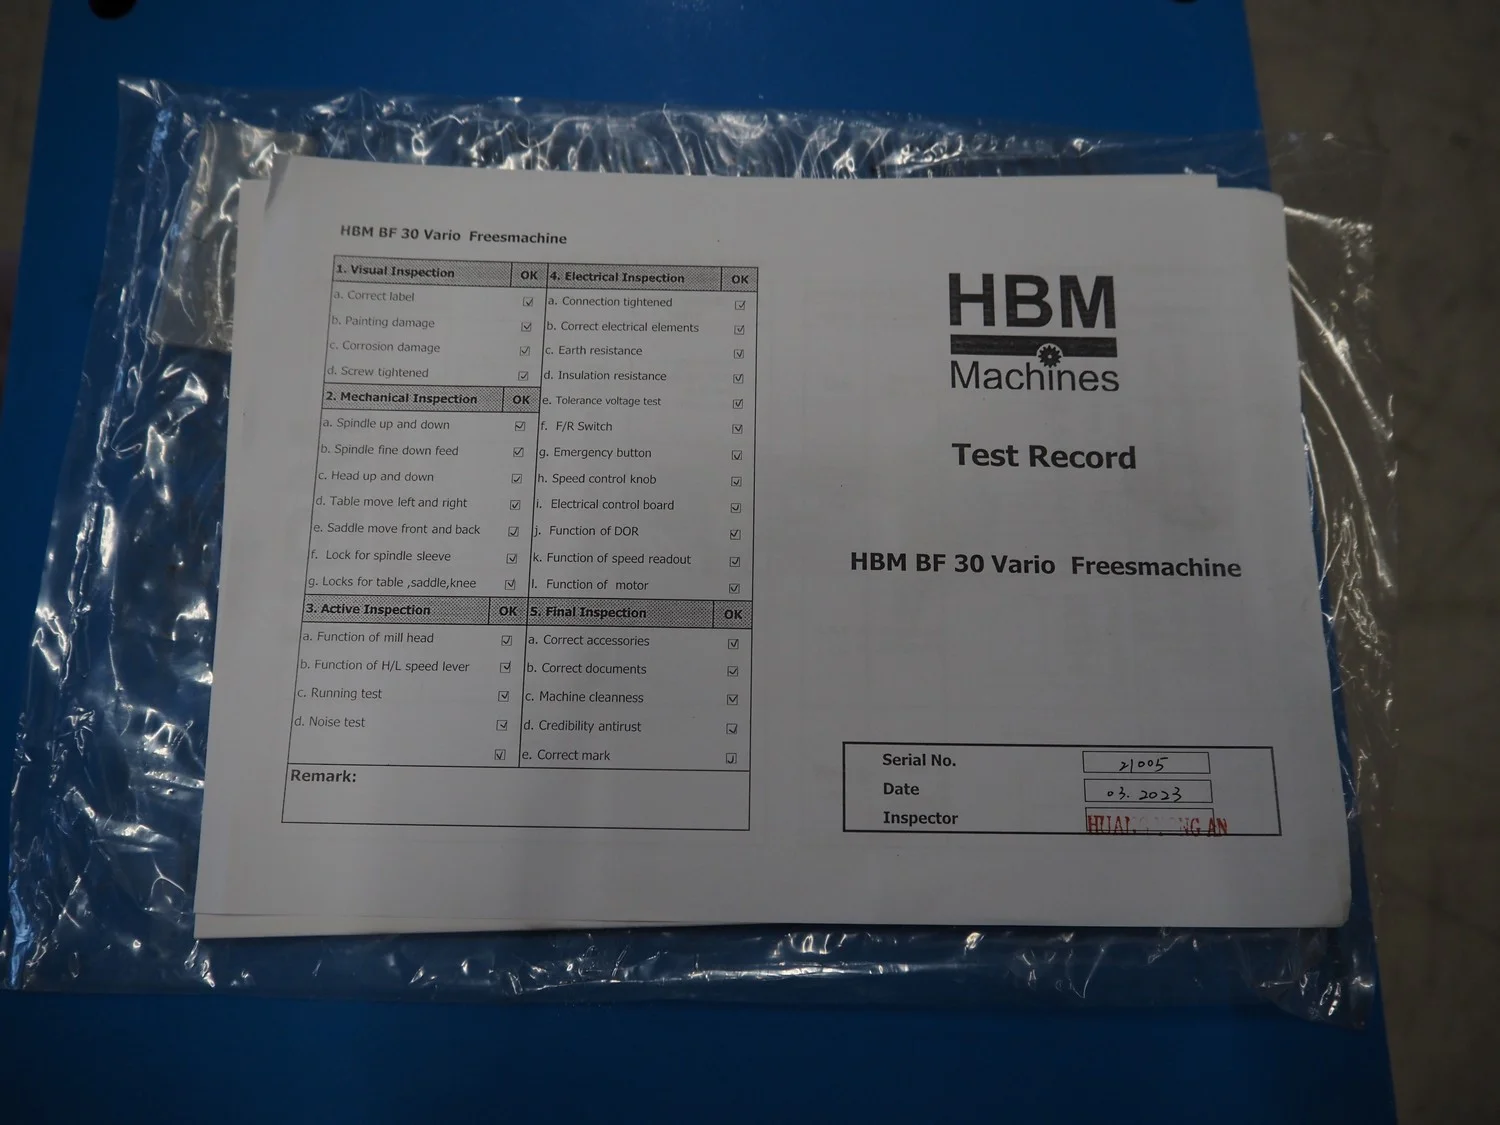 HBM BF 30 Vario Freesmachine
1. Visual Inspection OK
a. Correct label
b. Painting damage
c. Corrosion damage
d. Screw tightened
2. Mechanical Inspection OK
a. Spindle up and down
b. Spindle fine down feed
c. Head up and down
d. Table move left and right
e. Saddle move front and back
f. Lock for spindle sleeve
g. Locks for table ,saddle,knee
3. Active Inspection OK
a. Function of mill head
b. Function of H/L speed lever
c. Running test
d. Noise test
4. Electrical Inspection OK
a. Connection tightened
b. Correct electrical elements
c. Earth resistance
d. Insulation resistance
e. Tolerance voltage test
f. F/R Switch
g. Emergency button
h. Speed control knob
i. Electrical control board
j. Function of DOR
k. Function of speed readout
l. Function of motor
5. Final Inspection OK
a. Correct accessories
b. Correct documents
c. Machine cleanness
d. Credibility antirust
e. Correct mark
Remark:
HBM
Machines
Test Record
HBM BF 30 Vario Freesmachine
Serial No. 21005
Date 03. 2023
Inspector AN